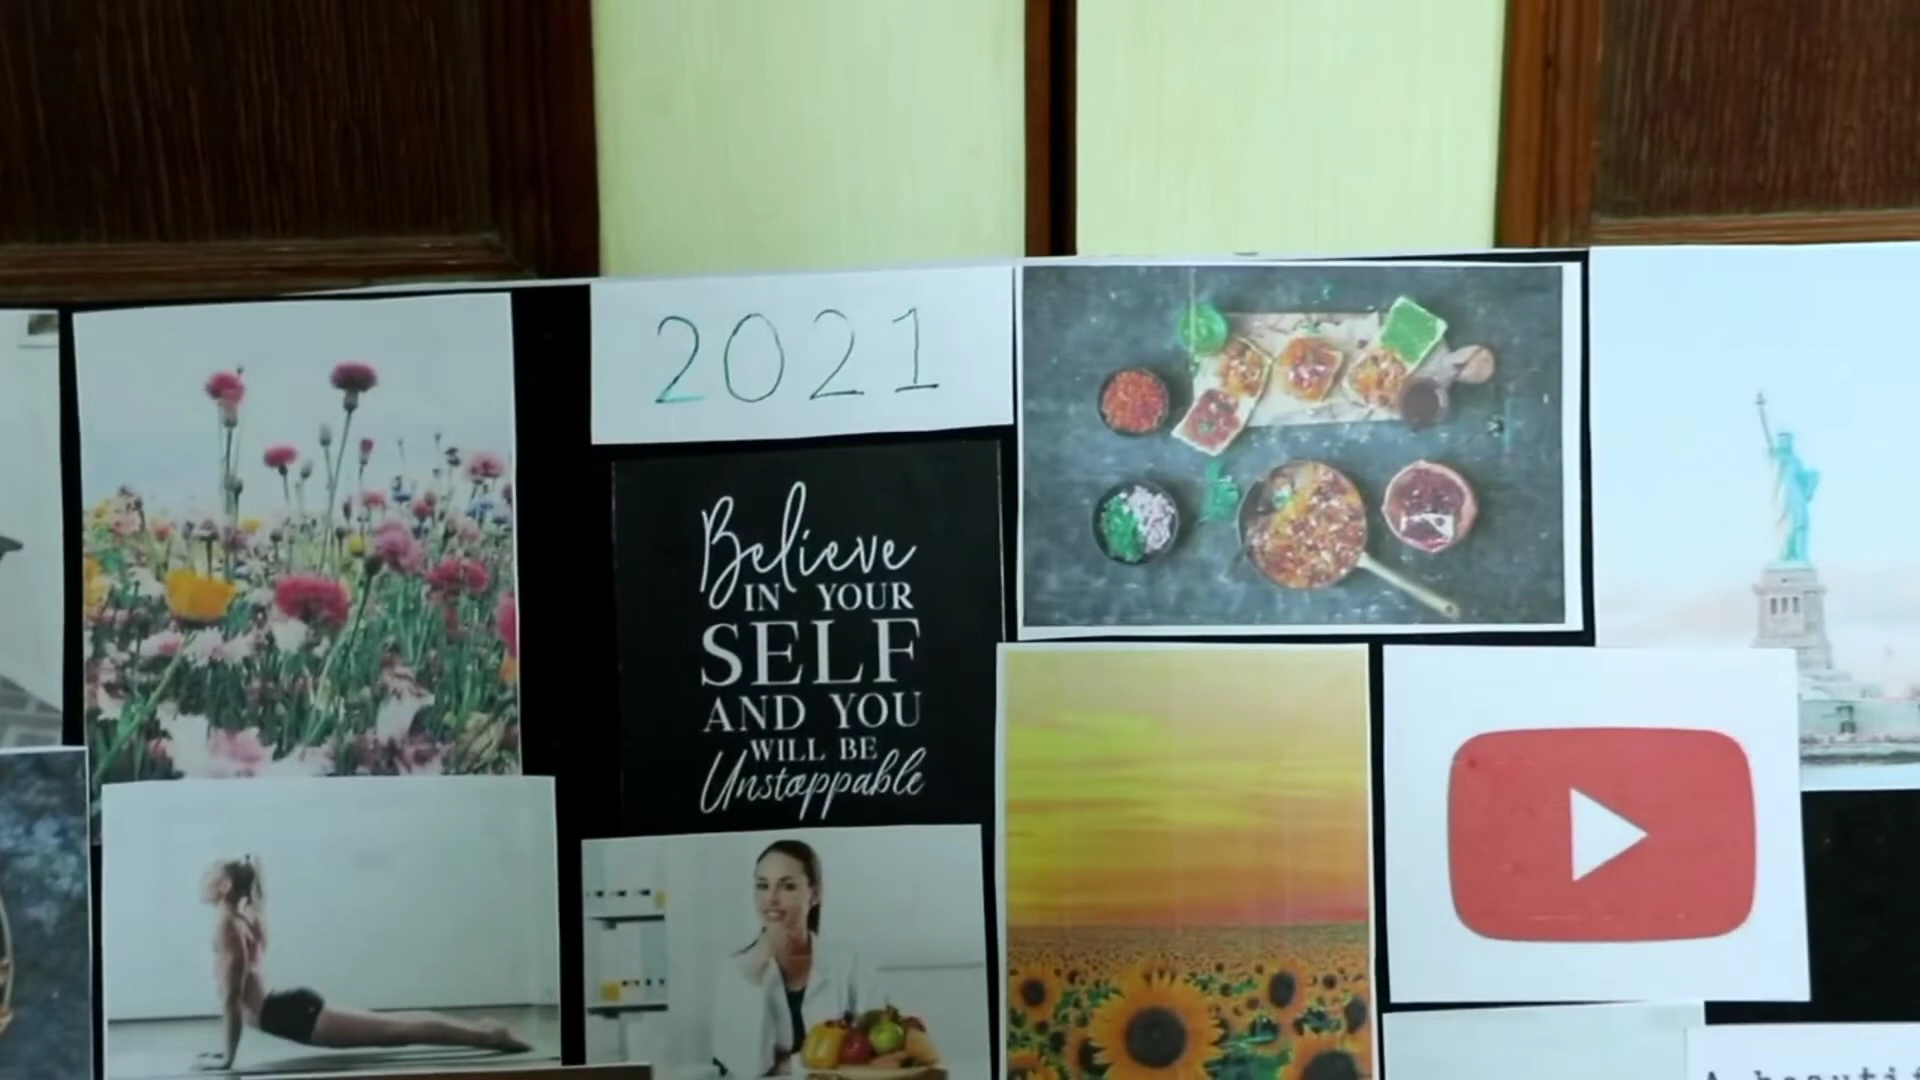 2021
Believe
IN YOUR
SELF
AND YOU
WILL BE
Unstoppable
A